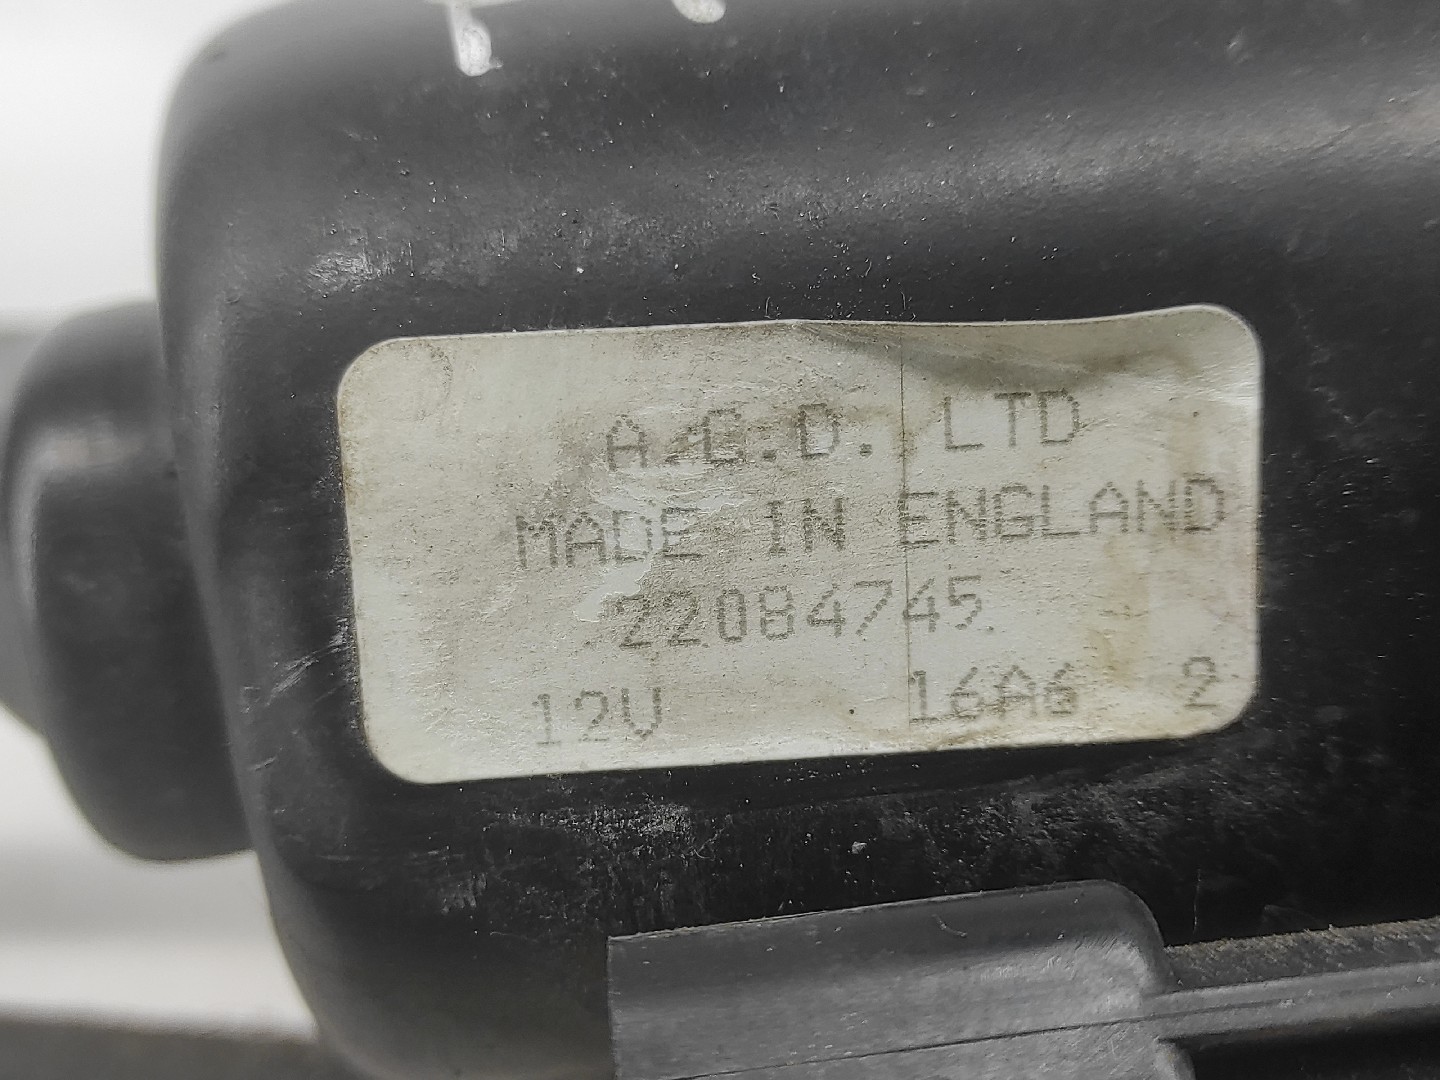 A.C.D. LTD
MADE IN ENGLAND
22084745
12V 16A6 2